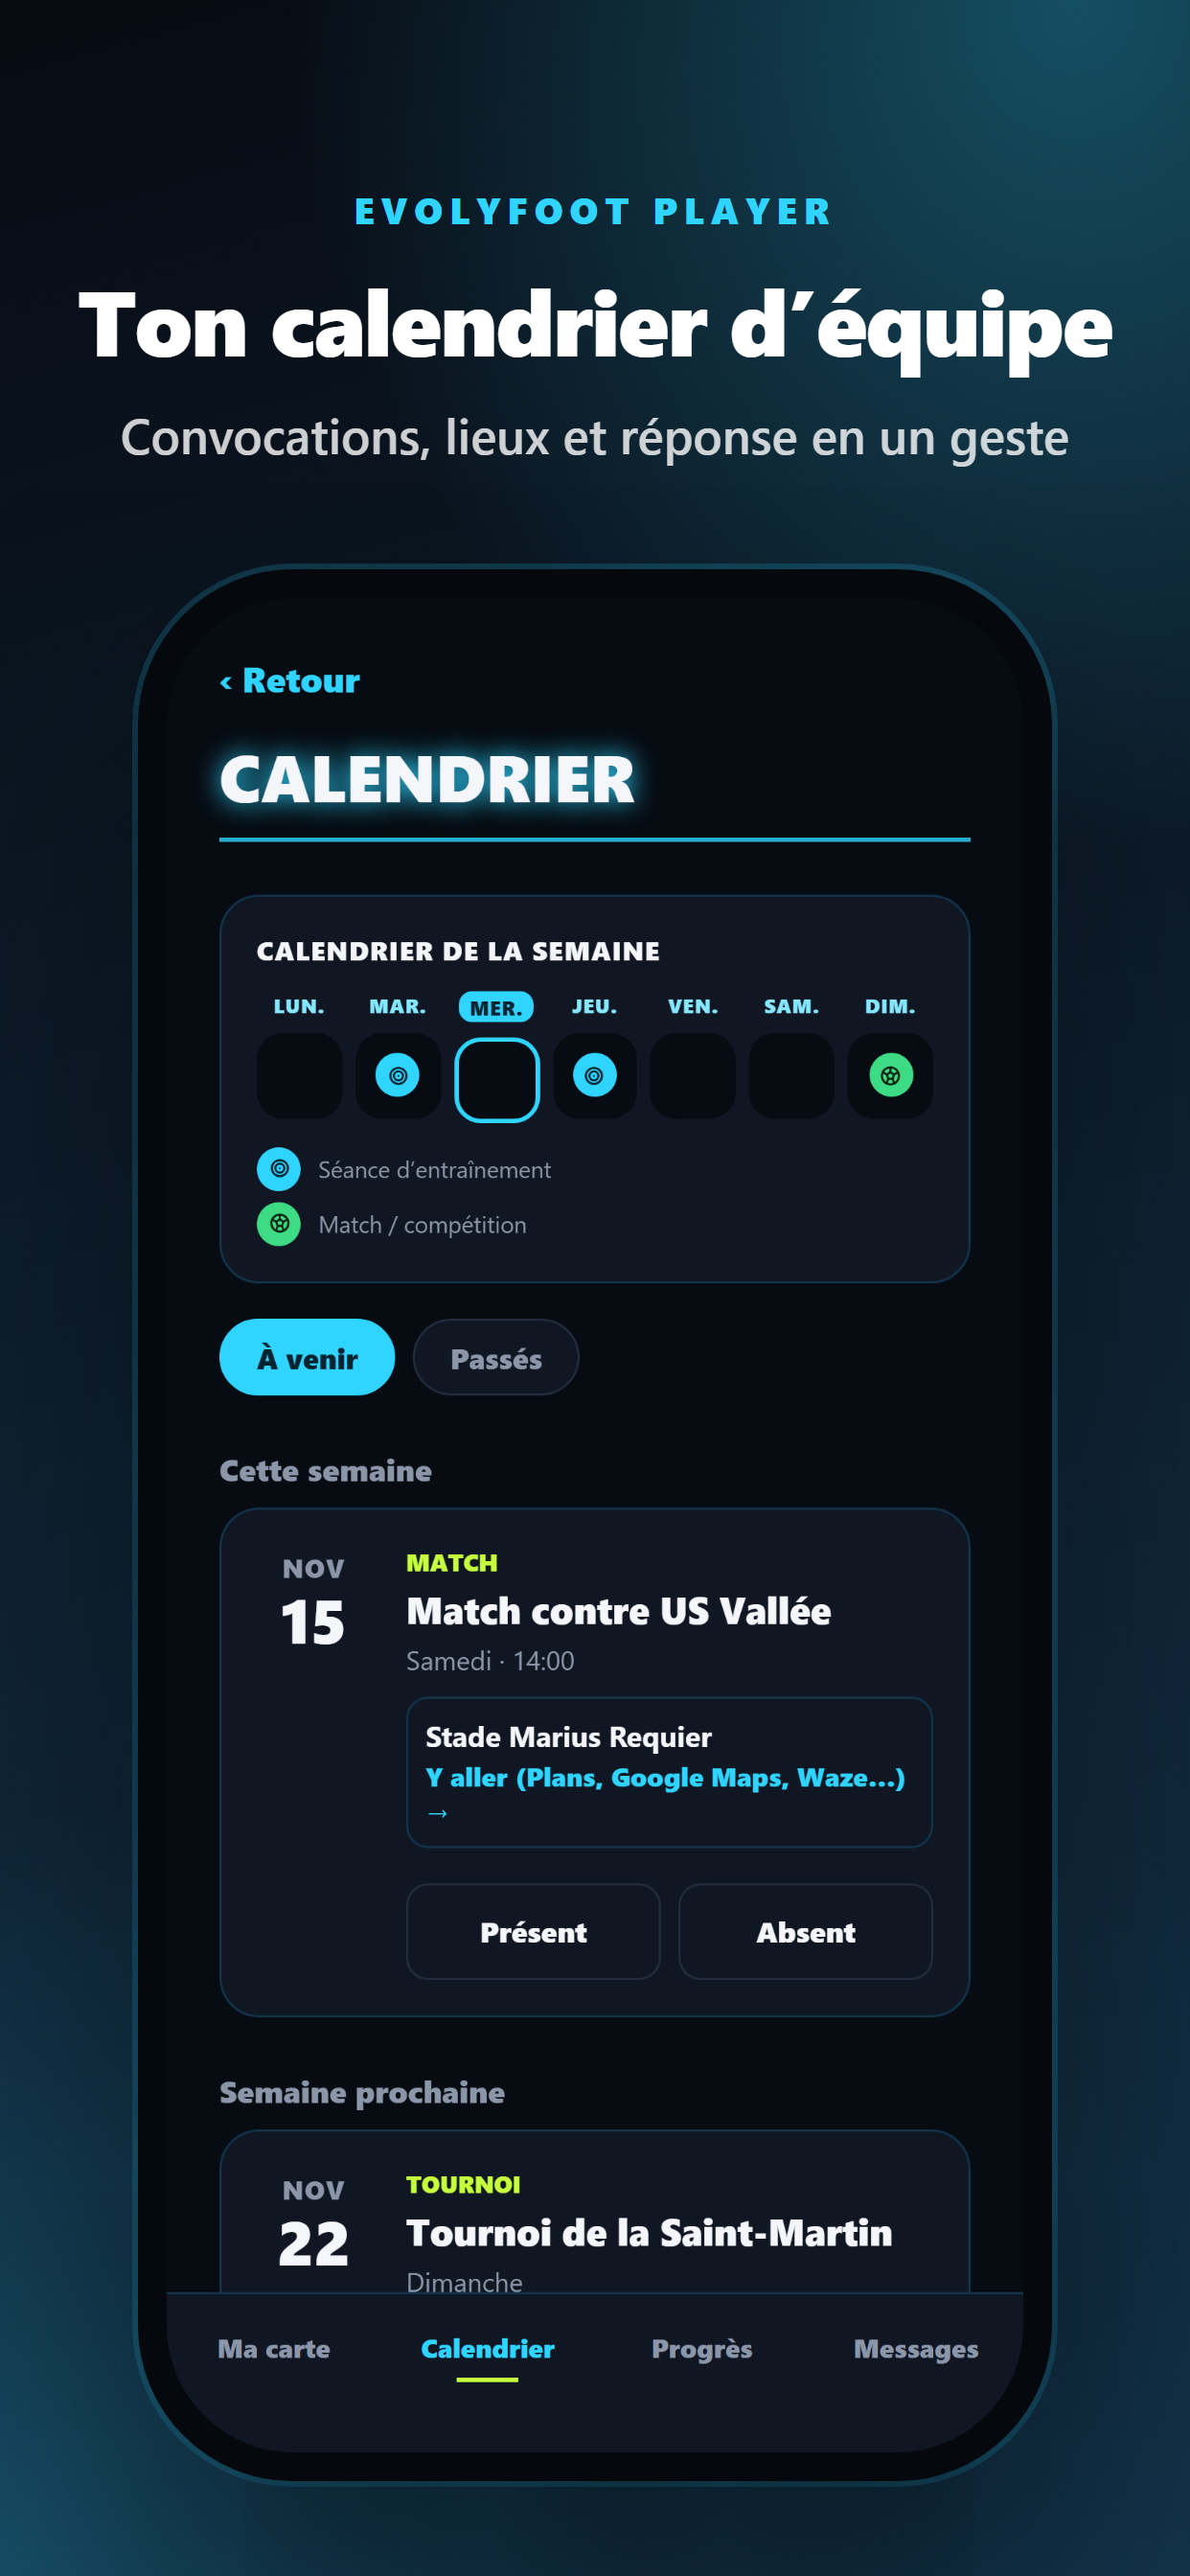 EVOLYFOOT PLAYER
Ton calendrier d’équipe
Convocations, lieux et réponse en un geste
‹ Retour
CALENDRIER
CALENDRIER DE LA SEMAINE
LUN. MAR. MER. JEU. VEN. SAM. DIM.
Séance d’entraînement
Match / compétition
À venir Passés
Cette semaine
NOV
15
MATCH
Match contre US Vallée
Samedi · 14:00
Stade Marius Requier
Y aller (Plans, Google Maps, Waze...)
→
Présent Absent
Semaine prochaine
NOV
22
TOURNOI
Tournoi de la Saint-Martin
Dimanche
Ma carte Calendrier Progrès Messages